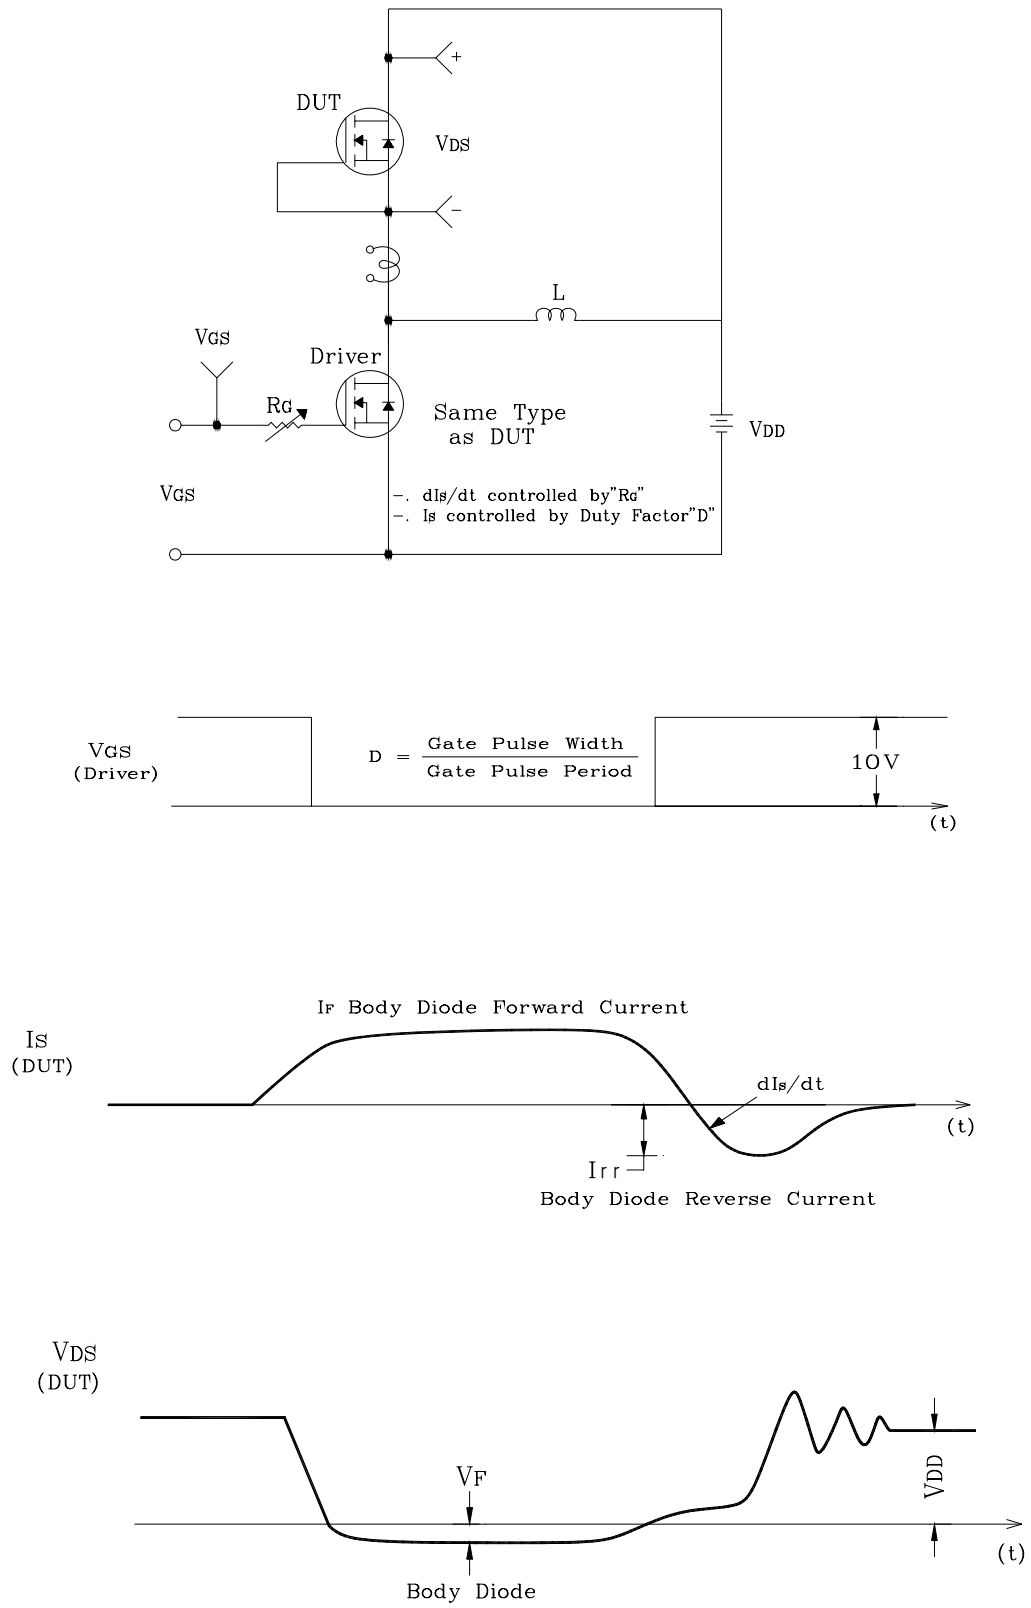 +
DUT
VDS
−
L
VGS
Driver
RG
Same Type
as DUT
VDD
VGS
−. dIs/dt controlled by"RG"
−. Is controlled by Duty Factor"D"
VGS
(Driver)
D = Gate Pulse Width
Gate Pulse Period
10V
(t)
IF Body Diode Forward Current
IS
(DUT)
dIs/dt
(t)
Irr
Body Diode Reverse Current
VDS
(DUT)
VF
VDD
(t)
Body Diode